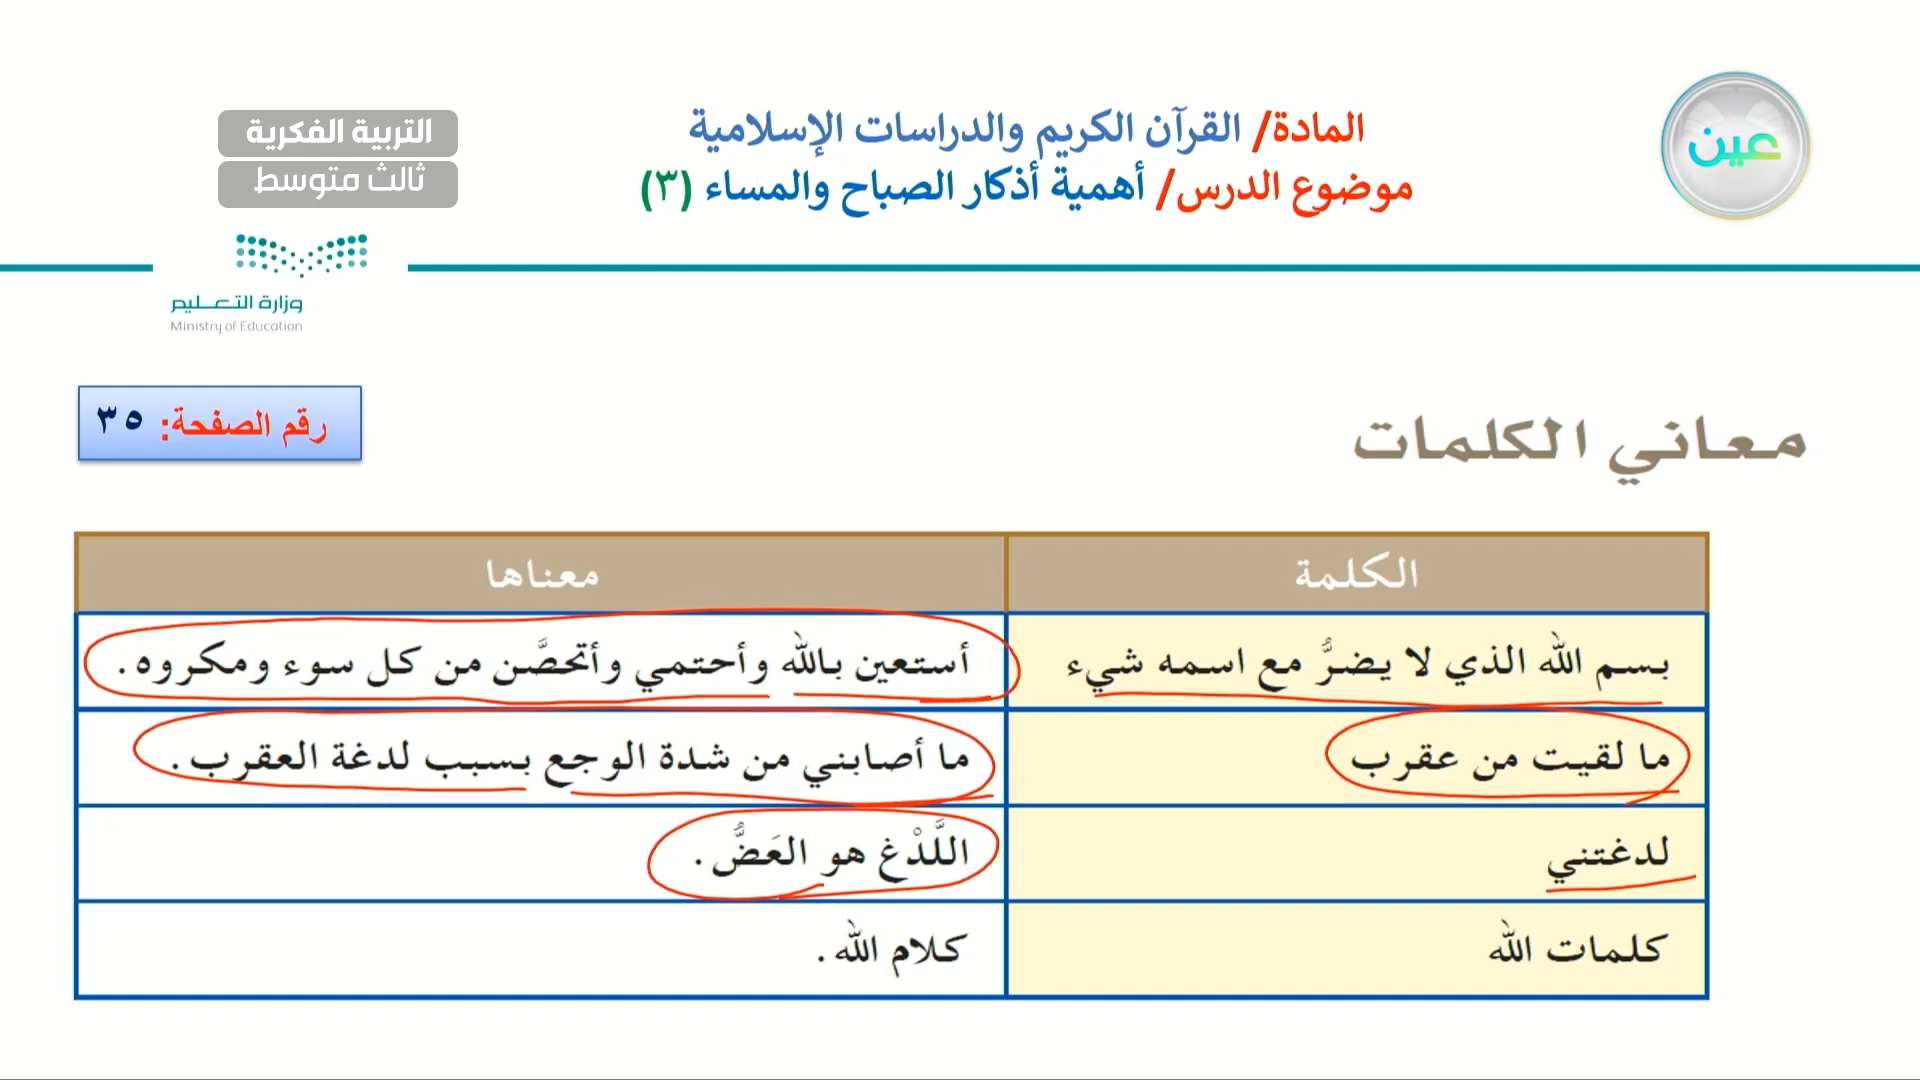 عين
المادة/ القرآن الكريم والدراسات الإسلامية
موضوع الدرس/ أهمية أذكار الصباح والمساء (٣)
التربية الفكرية
ثالث متوسط
وزارة التعليم
Ministry of Education
معاني الكلمات
رقم الصفحة: ٣٥
الكلمة معناها
بسم الله الذي لا يضرُّ مع اسمه شيء أستعين بالله وأحتمي وأتحصَّن من كل سوء ومكروه.
ما لقيت من عقرب ما أصابني من شدة الوجع بسبب لدغة العقرب.
لدغتني اللَّدْغ هو العَضُّ.
كلمات الله كلام الله.